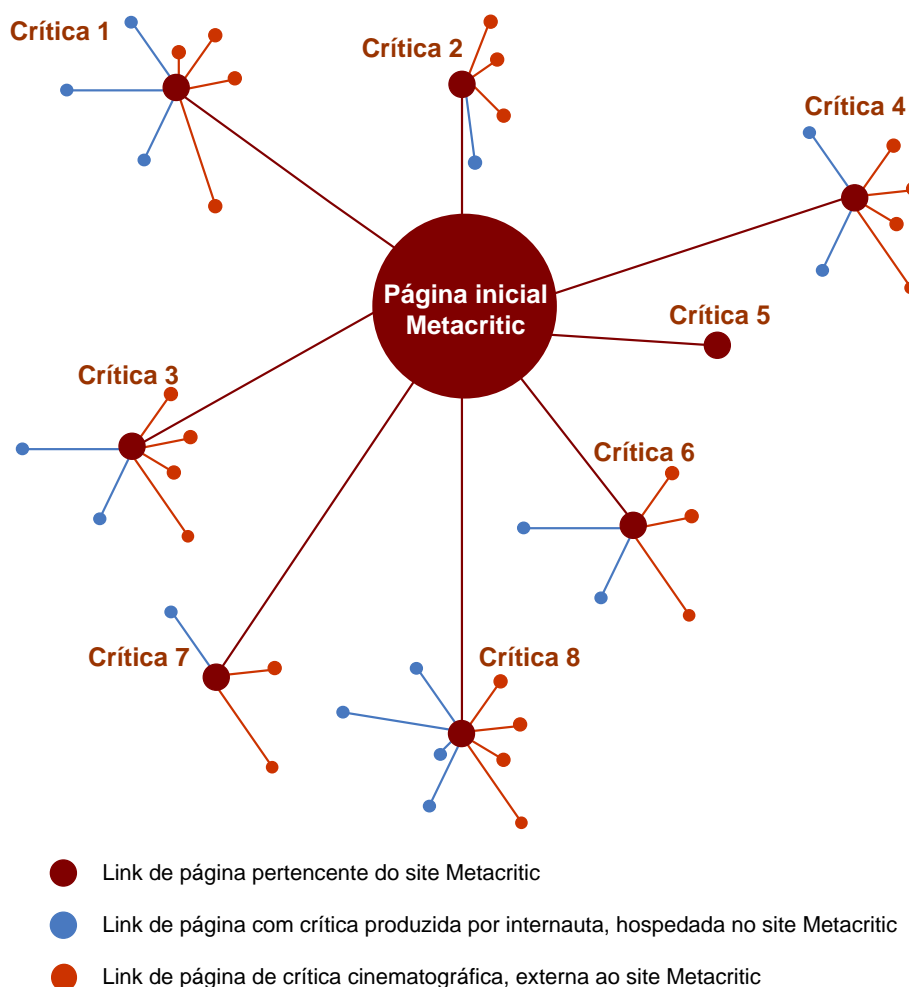 Crítica 1
Crítica 2
Crítica 4
Página inicial
Metacritic
Crítica 5
Crítica 3
Crítica 6
Crítica 7
Crítica 8
Link de página pertencente do site Metacritic
Link de página com crítica produzida por internauta, hospedada no site Metacritic
Link de página de crítica cinematográfica, externa ao site Metacritic